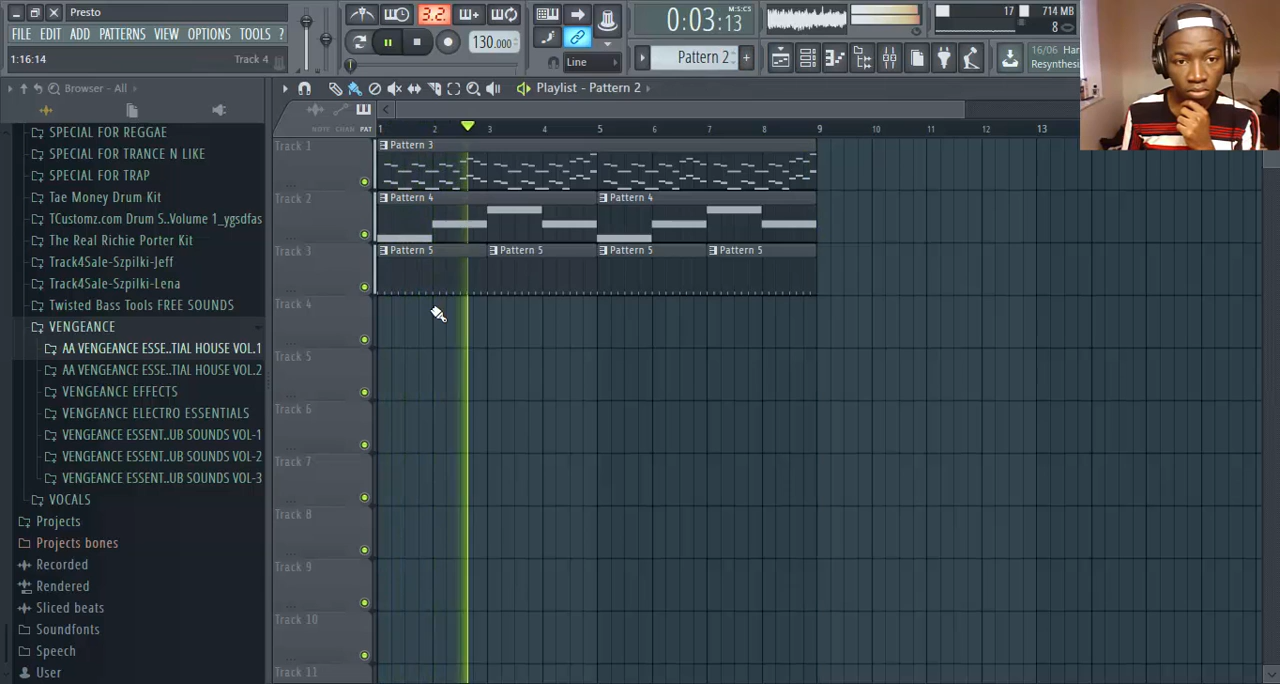 Presto
3.2.
0:03:13
M:S:CS
17
714 MB
8
FILE EDIT ADD PATTERNS VIEW OPTIONS TOOLS ?
130.000
Pattern 2
1:16:14 Track 4
Line
16/06 Har
Resynthes
Browser - All
Playlist - Pattern 2
NOTE CHAN PAT
1 2 3 4 5 6 7 8 9 10 11 12 13
SPECIAL FOR REGGAE
SPECIAL FOR TRANCE N LIKE
SPECIAL FOR TRAP
Tae Money Drum Kit
TCustomz.com Drum S..Volume 1_ygsdfas
The Real Richie Porter Kit
Track4Sale-Szpilki-Jeff
Track4Sale-Szpilki-Lena
Twisted Bass Tools FREE SOUNDS
VENGEANCE
AA VENGEANCE ESSE..TIAL HOUSE VOL.1
AA VENGEANCE ESSE..TIAL HOUSE VOL.2
VENGEANCE EFFECTS
VENGEANCE ELECTRO ESSENTIALS
VENGEANCE ESSENT..UB SOUNDS VOL-1
VENGEANCE ESSENT..UB SOUNDS VOL-2
VENGEANCE ESSENT..UB SOUNDS VOL-3
VOCALS
Projects
Projects bones
Recorded
Rendered
Sliced beats
Soundfonts
Speech
User
Track 1
Pattern 3
Track 2
Pattern 4 Pattern 4
Track 3
Pattern 5 Pattern 5 Pattern 5 Pattern 5
Track 4
Track 5
Track 6
Track 7
Track 8
Track 9
Track 10
Track 11